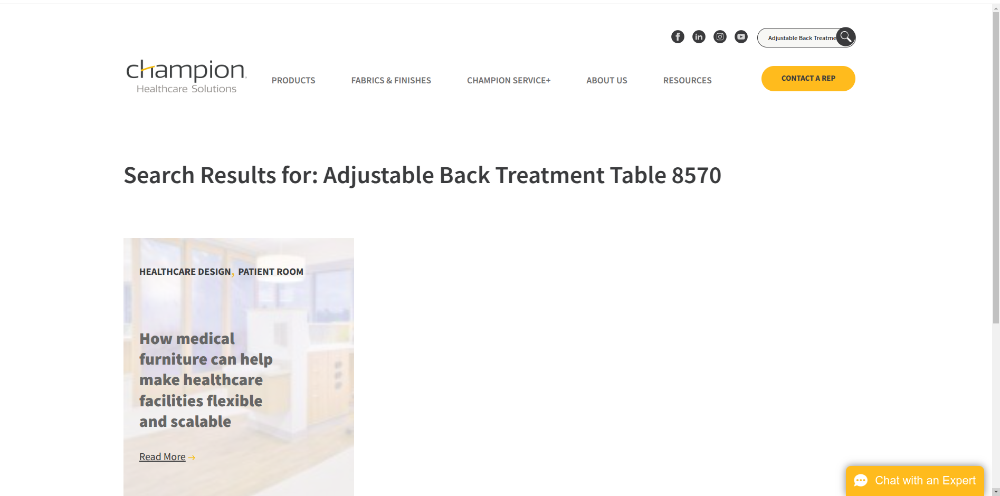 Adjustable Back Treatme
champion
Healthcare Solutions
PRODUCTS
FABRICS & FINISHES
CHAMPION SERVICE+
ABOUT US
RESOURCES
CONTACT A REP
Search Results for: Adjustable Back Treatment Table 8570
HEALTHCARE DESIGN, PATIENT ROOM
How medical
furniture can help
make healthcare
facilities flexible
and scalable
Read More →
Chat with an Expert